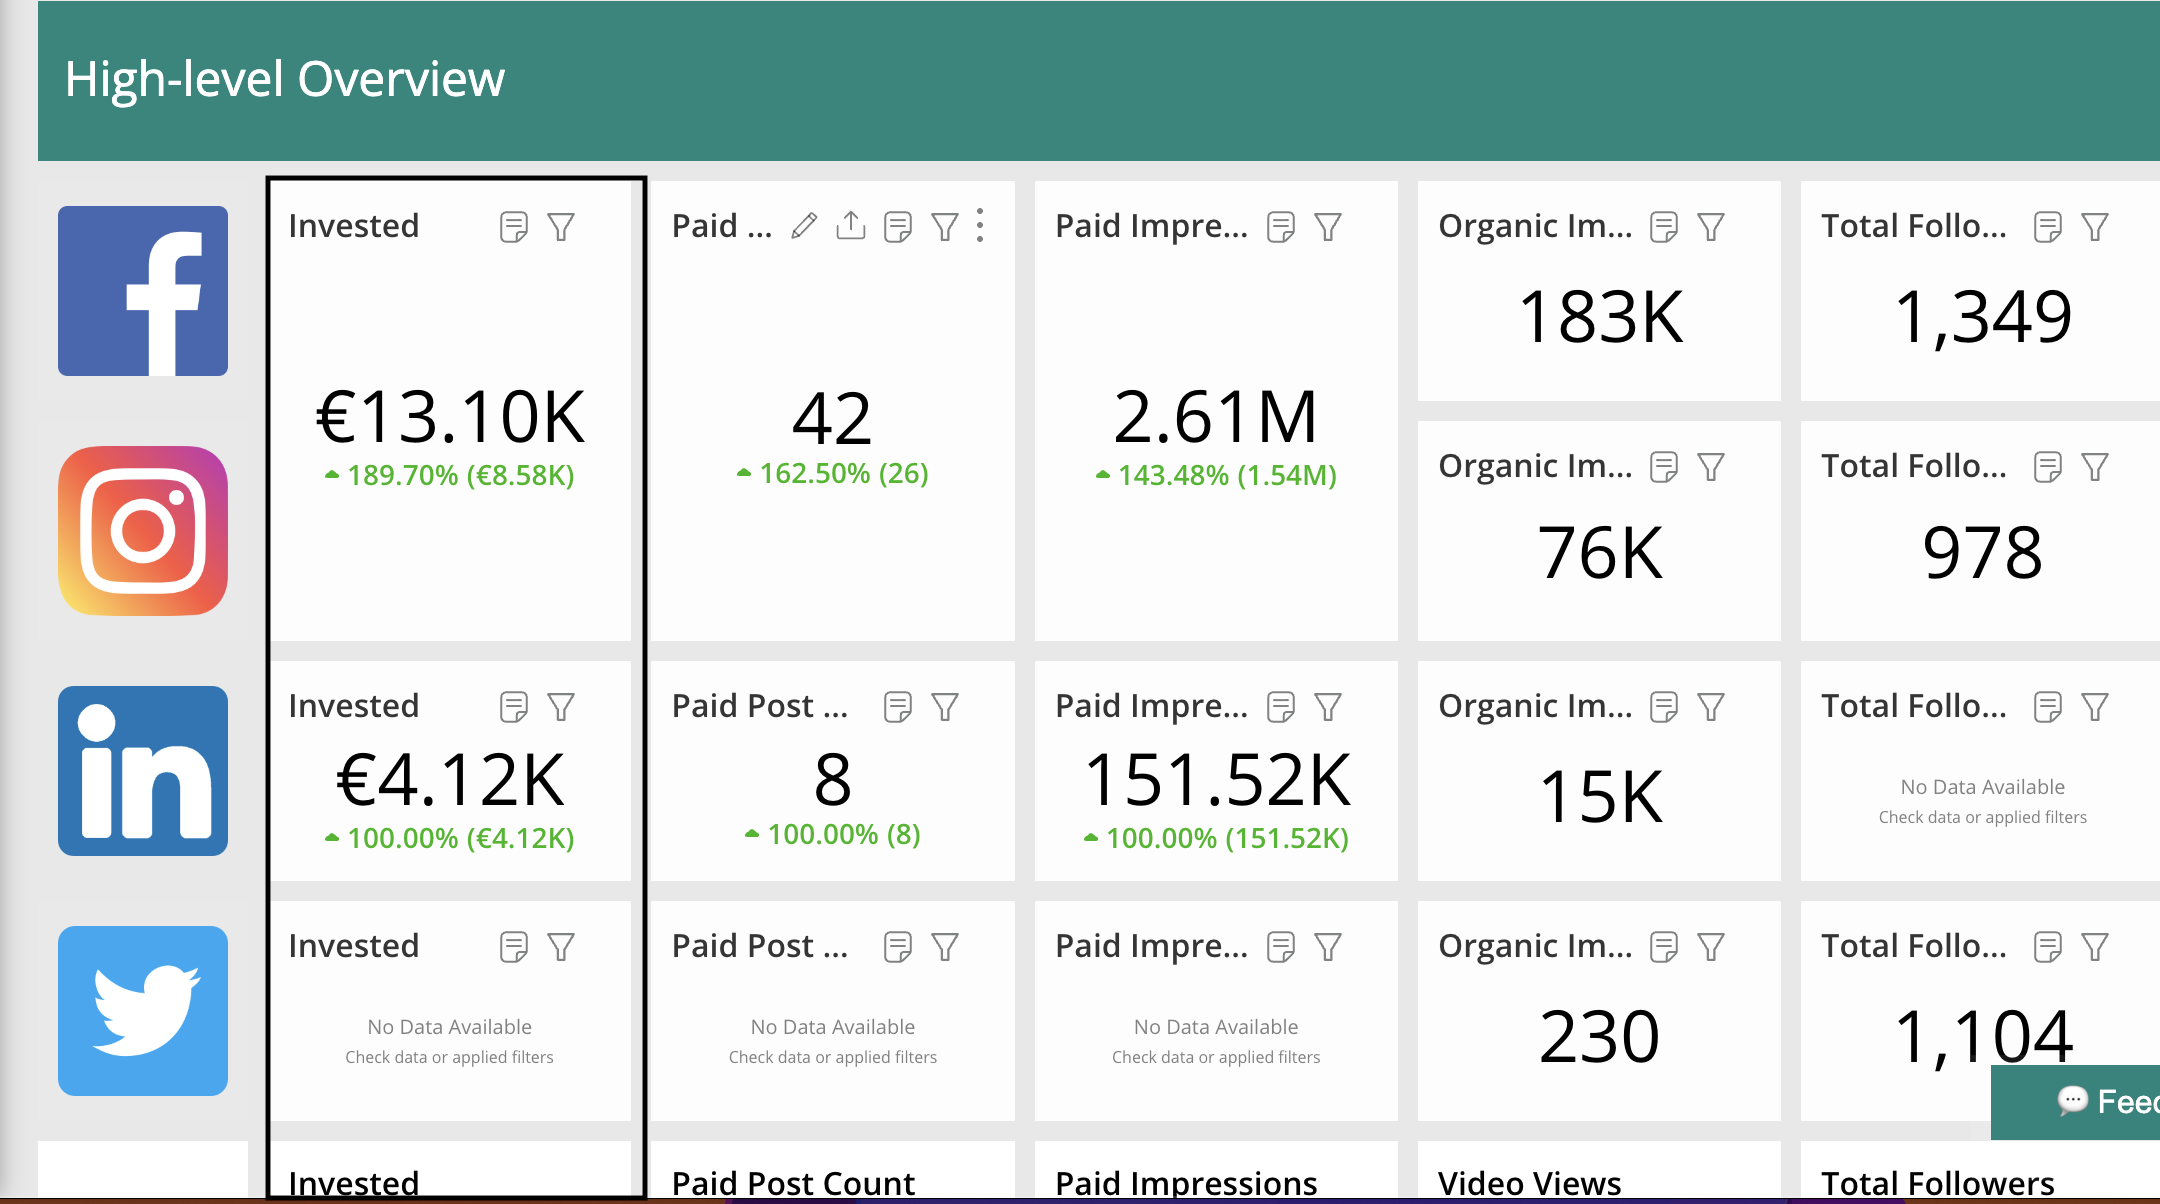 High-level Overview
Invested
€13.10K
189.70% (€8.58K)
Paid ...
42
162.50% (26)
Paid Impre...
2.61M
143.48% (1.54M)
Organic Im...
183K
Total Follo...
1,349
Organic Im...
76K
Total Follo...
978
in
Invested
€4.12K
100.00% (€4.12K)
Paid Post ...
8
100.00% (8)
Paid Impre...
151.52K
100.00% (151.52K)
Organic Im...
15K
Total Follo...
No Data Available
Check data or applied filters
Invested
No Data Available
Check data or applied filters
Paid Post ...
No Data Available
Check data or applied filters
Paid Impre...
No Data Available
Check data or applied filters
Organic Im...
230
Total Follo...
1,104
Invested
Paid Post Count
Paid Impressions
Video Views
Total Followers